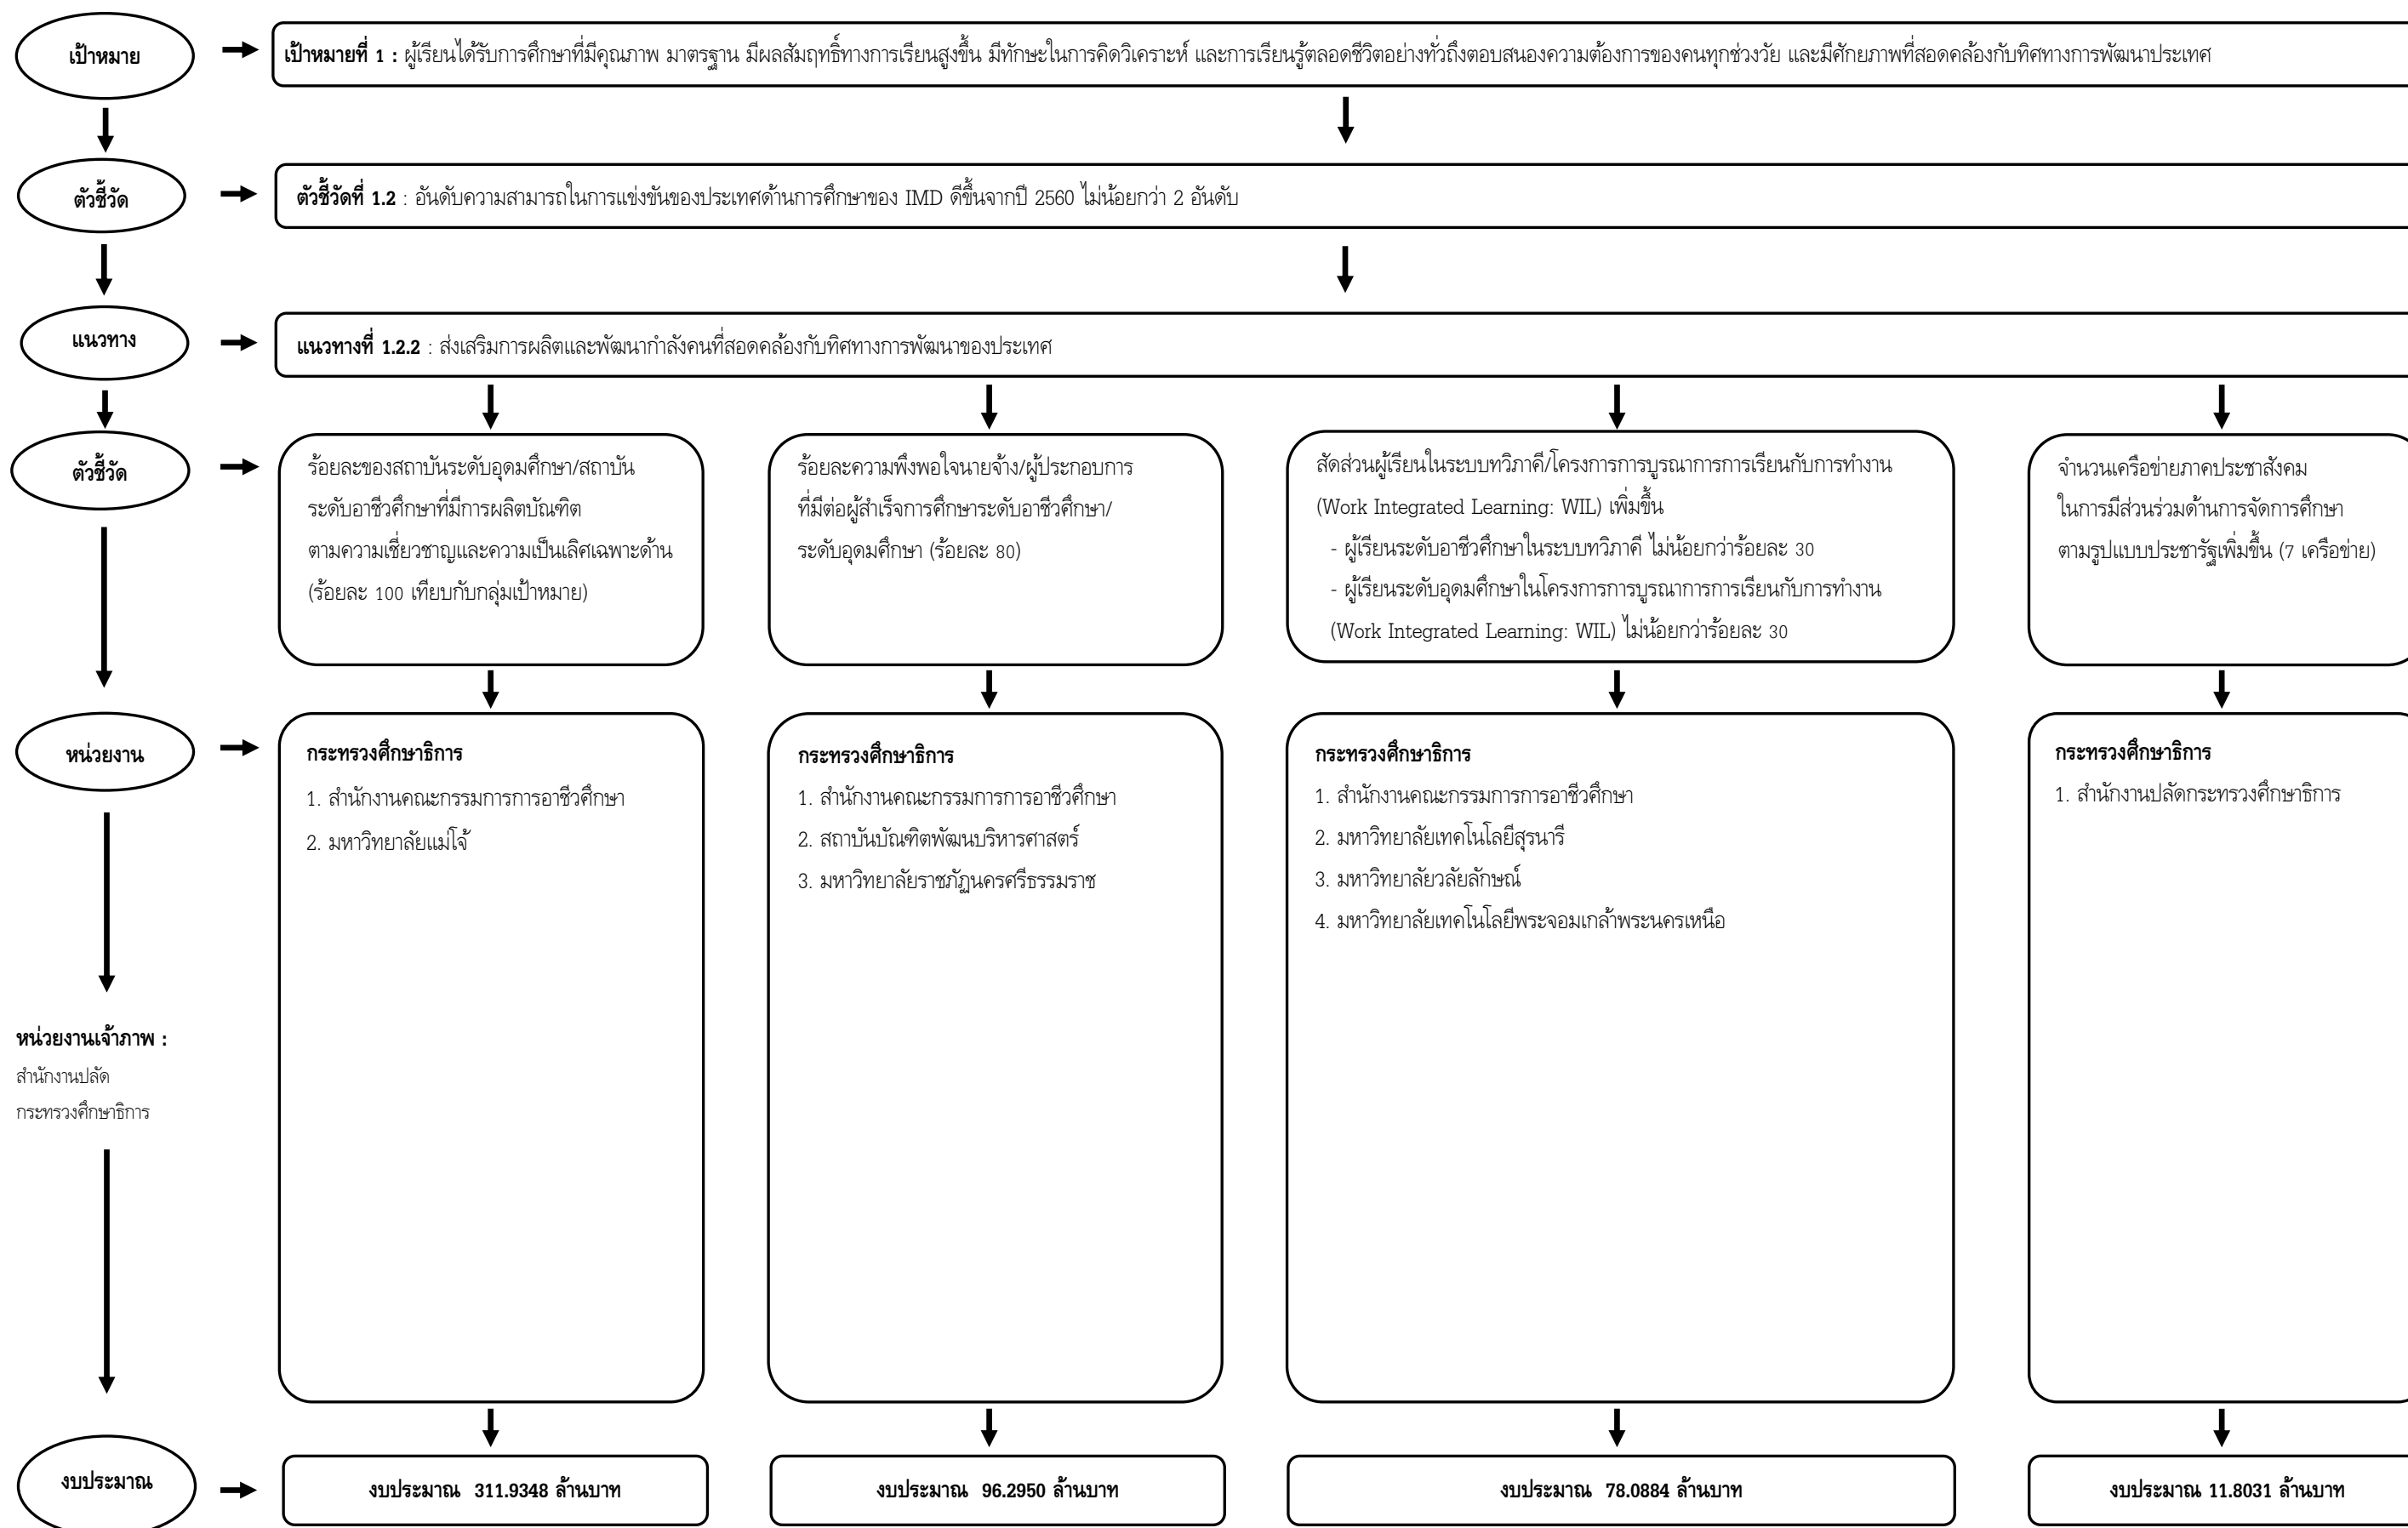 เป้าหมาย
เป้าหมายที่ 1 : ผู้เรียนได้รับการศึกษาที่มีคุณภาพ มาตรฐาน มีผลสัมฤทธิ์ทางการเรียนสูงขึ้น มีทักษะในการคิดวิเคราะห์ และการเรียนรู้ตลอดชีวิตอย่างทั่วถึงตอบสนองความต้องการของคนทุกช่วงวัย และมีศักยภาพที่สอดคล้องกับทิศทางการพัฒนาประเทศ
ตัวชี้วัด
ตัวชี้วัดที่ 1.2 : อันดับความสามารถในการแข่งขันของประเทศด้านการศึกษาของ IMD ดีขึ้นจากปี 2560 ไม่น้อยกว่า 2 อันดับ
แนวทาง
แนวทางที่ 1.2.2 : ส่งเสริมการผลิตและพัฒนากำลังคนที่สอดคล้องกับทิศทางการพัฒนาของประเทศ
ตัวชี้วัด
ร้อยละของสถาบันระดับอุดมศึกษา/สถาบัน
ระดับอาชีวศึกษาที่มีการผลิตบัณฑิต
ตามความเชี่ยวชาญและความเป็นเลิศเฉพาะด้าน
(ร้อยละ 100 เทียบกับกลุ่มเป้าหมาย)
ร้อยละความพึงพอใจนายจ้าง/ผู้ประกอบการ
ที่มีต่อผู้สำเร็จการศึกษาระดับอาชีวศึกษา/
ระดับอุดมศึกษา (ร้อยละ 80)
สัดส่วนผู้เรียนในระบบทวิภาคี/โครงการการบูรณาการการเรียนกับการทำงาน
(Work Integrated Learning: WIL) เพิ่มขึ้น
- ผู้เรียนระดับอาชีวศึกษาในระบบทวิภาคี ไม่น้อยกว่าร้อยละ 30
- ผู้เรียนระดับอุดมศึกษาในโครงการการบูรณาการการเรียนกับการทำงาน
(Work Integrated Learning: WIL) ไม่น้อยกว่าร้อยละ 30
จำนวนเครือข่ายภาคประชาสังคม
ในการมีส่วนร่วมด้านการจัดการศึกษา
ตามรูปแบบประชารัฐเพิ่มขึ้น (7 เครือข่าย)
หน่วยงาน
กระทรวงศึกษาธิการ
1. สำนักงานคณะกรรมการการอาชีวศึกษา
2. มหาวิทยาลัยแม่โจ้
กระทรวงศึกษาธิการ
1. สำนักงานคณะกรรมการการอาชีวศึกษา
2. สถาบันบัณฑิตพัฒนบริหารศาสตร์
3. มหาวิทยาลัยราชภัฏนครศรีธรรมราช
กระทรวงศึกษาธิการ
1. สำนักงานคณะกรรมการการอาชีวศึกษา
2. มหาวิทยาลัยเทคโนโลยีสุรนารี
3. มหาวิทยาลัยวลัยลักษณ์
4. มหาวิทยาลัยเทคโนโลยีพระจอมเกล้าพระนครเหนือ
กระทรวงศึกษาธิการ
1. สำนักงานปลัดกระทรวงศึกษาธิการ
หน่วยงานเจ้าภาพ :
สำนักงานปลัด
กระทรวงศึกษาธิการ
งบประมาณ
งบประมาณ 311.9348 ล้านบาท
งบประมาณ 96.2950 ล้านบาท
งบประมาณ 78.0884 ล้านบาท
งบประมาณ 11.8031 ล้านบาท